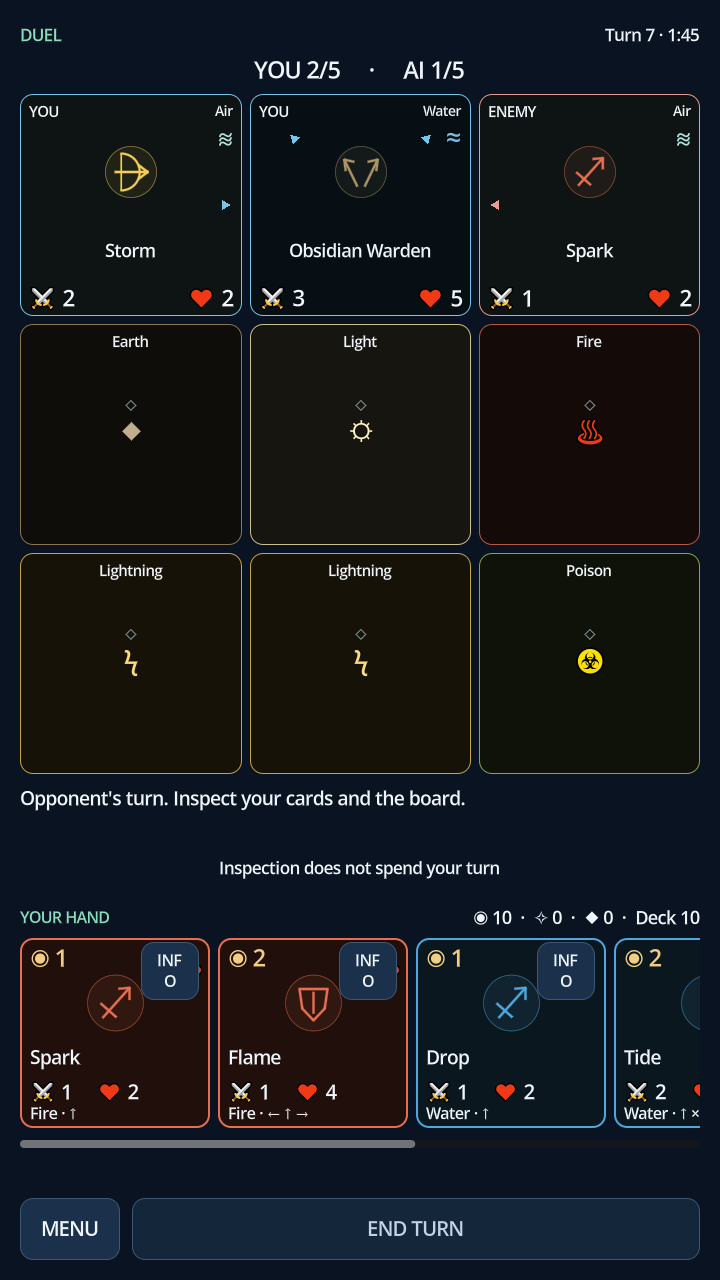 DUEL
Turn 7 · 1:45
YOU 2/5 · AI 1/5
YOU Air
Storm
2 2
YOU Water
Obsidian Warden
3 5
ENEMY Air
Spark
1 2
Earth
Light
Fire
Lightning
Lightning
Poison
Opponent's turn. Inspect your cards and the board.
Inspection does not spend your turn
YOUR HAND
◉ 10 · ✧ 0 · ◆ 0 · Deck 10
◉ 1
INF
O
Spark
1 2
Fire · ↑
◉ 2
INF
O
Flame
1 4
Fire · ← ↑ →
◉ 1
INF
O
Drop
1 2
Water · ↑
◉ 2
Tide
2
Water · ↑ ×
MENU
END TURN